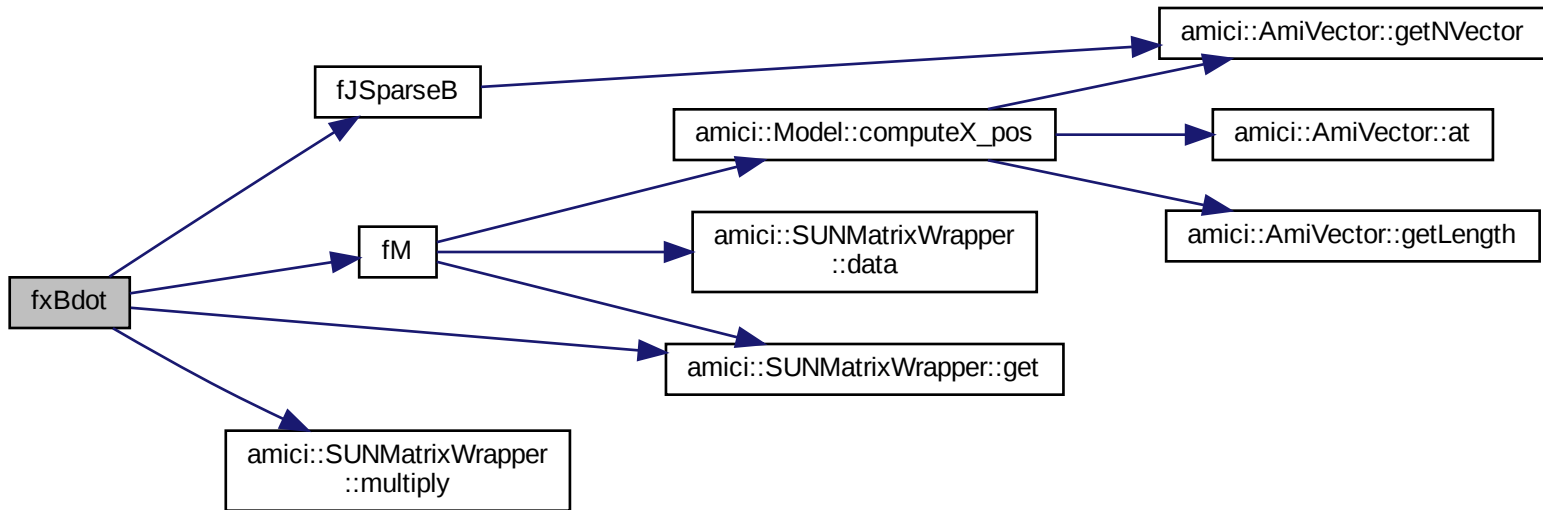 fxBdot
fJSparseB
fM
amici::SUNMatrixWrapper
::multiply
amici::Model::computeX_pos
amici::SUNMatrixWrapper
::data
amici::SUNMatrixWrapper::get
amici::AmiVector::getNVector
amici::AmiVector::at
amici::AmiVector::getLength